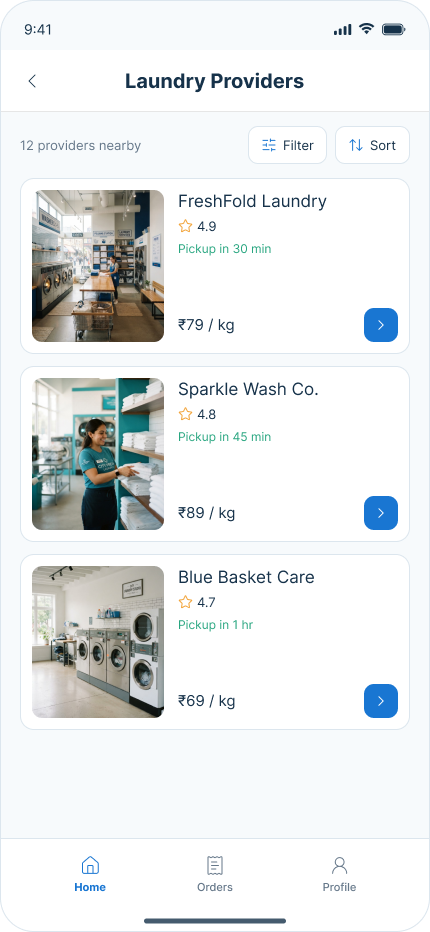 9:41
Laundry Providers
12 providers nearby
Filter
Sort
FreshFold Laundry
4.9
Pickup in 30 min
₹79 / kg
Sparkle Wash Co.
4.8
Pickup in 45 min
₹89 / kg
Blue Basket Care
4.7
Pickup in 1 hr
₹69 / kg
Home
Orders
Profile